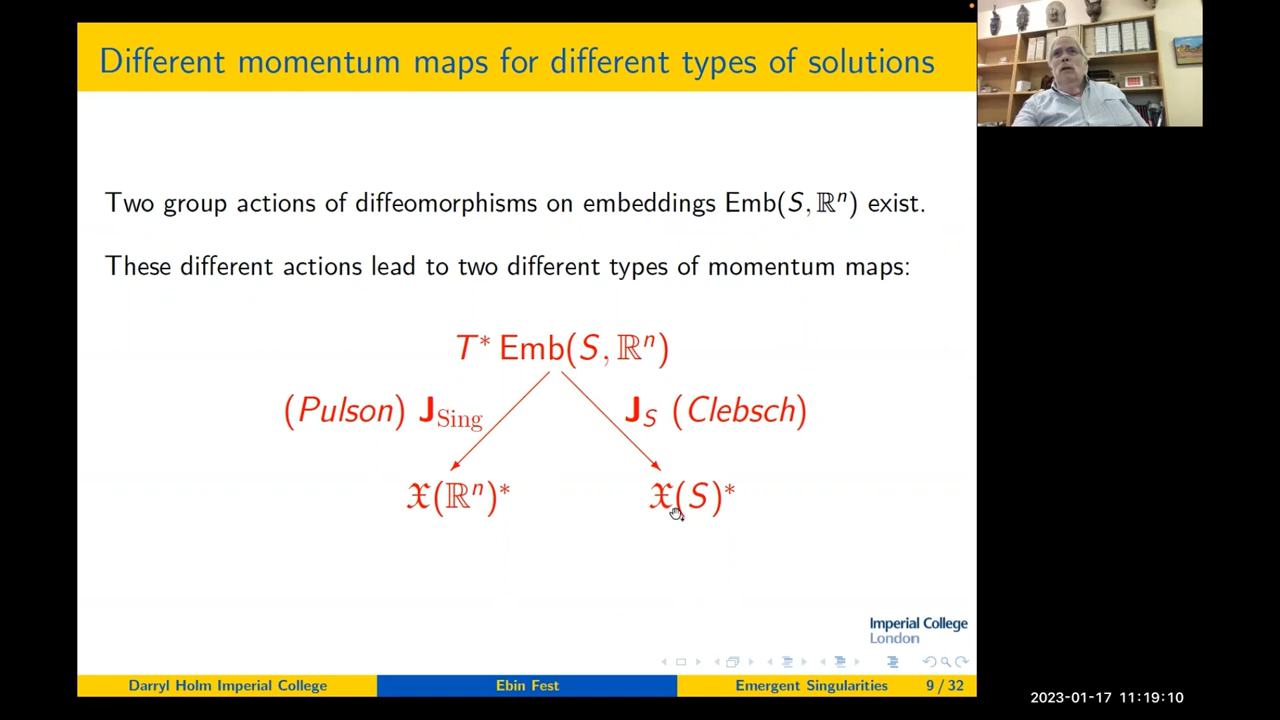 Different momentum maps for different types of solutions
Two group actions of diffeomorphisms on embeddings Emb(S, ℝⁿ) exist.
These different actions lead to two different types of momentum maps:
T* Emb(S, ℝⁿ)
(Pulson) J_Sing
J_S (Clebsch)
𝔛(ℝⁿ)*
𝔛(S)*
Imperial College
London
Darryl Holm Imperial College
Ebin Fest
Emergent Singularities
9 / 32
2023-01-17 11:19:10